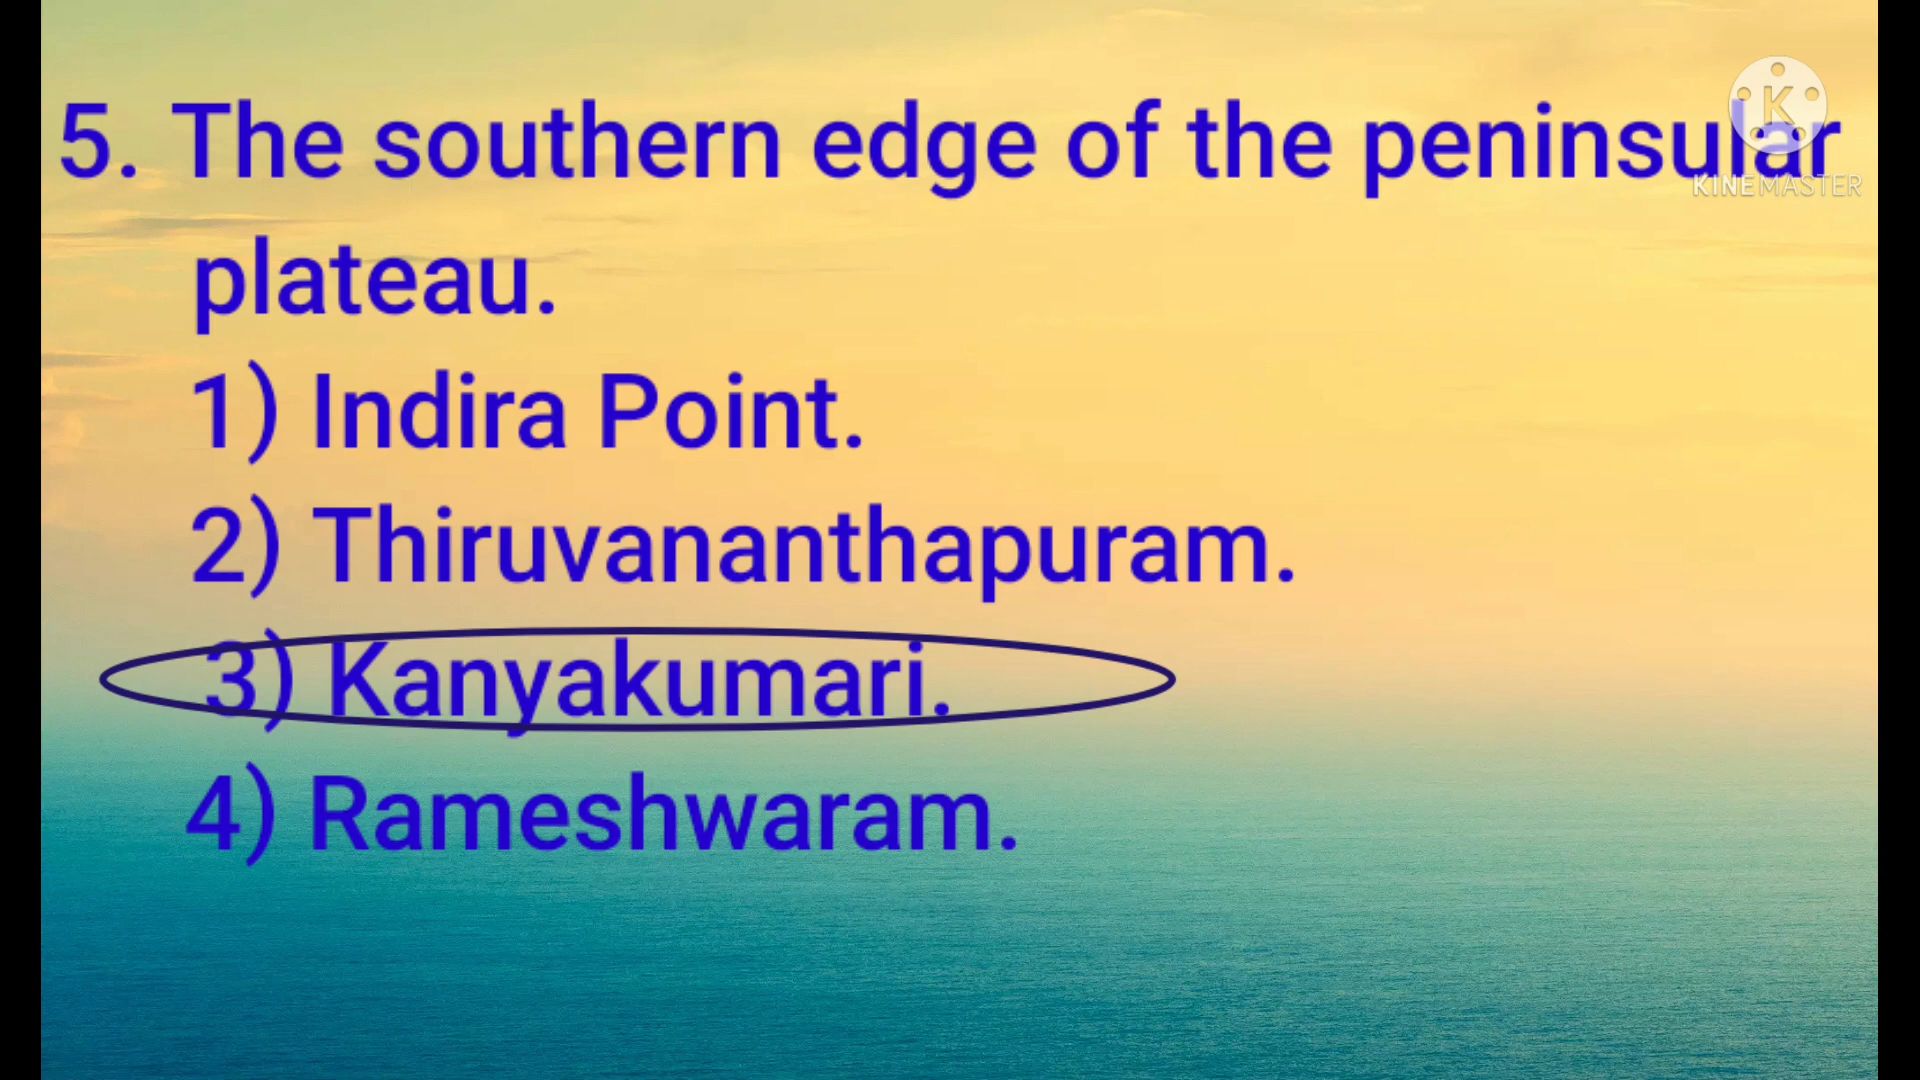 5. The southern edge of the peninsular
plateau.
1) Indira Point.
2) Thiruvananthapuram.
3) Kanyakumari.
4) Rameshwaram.
K
KINEMASTER